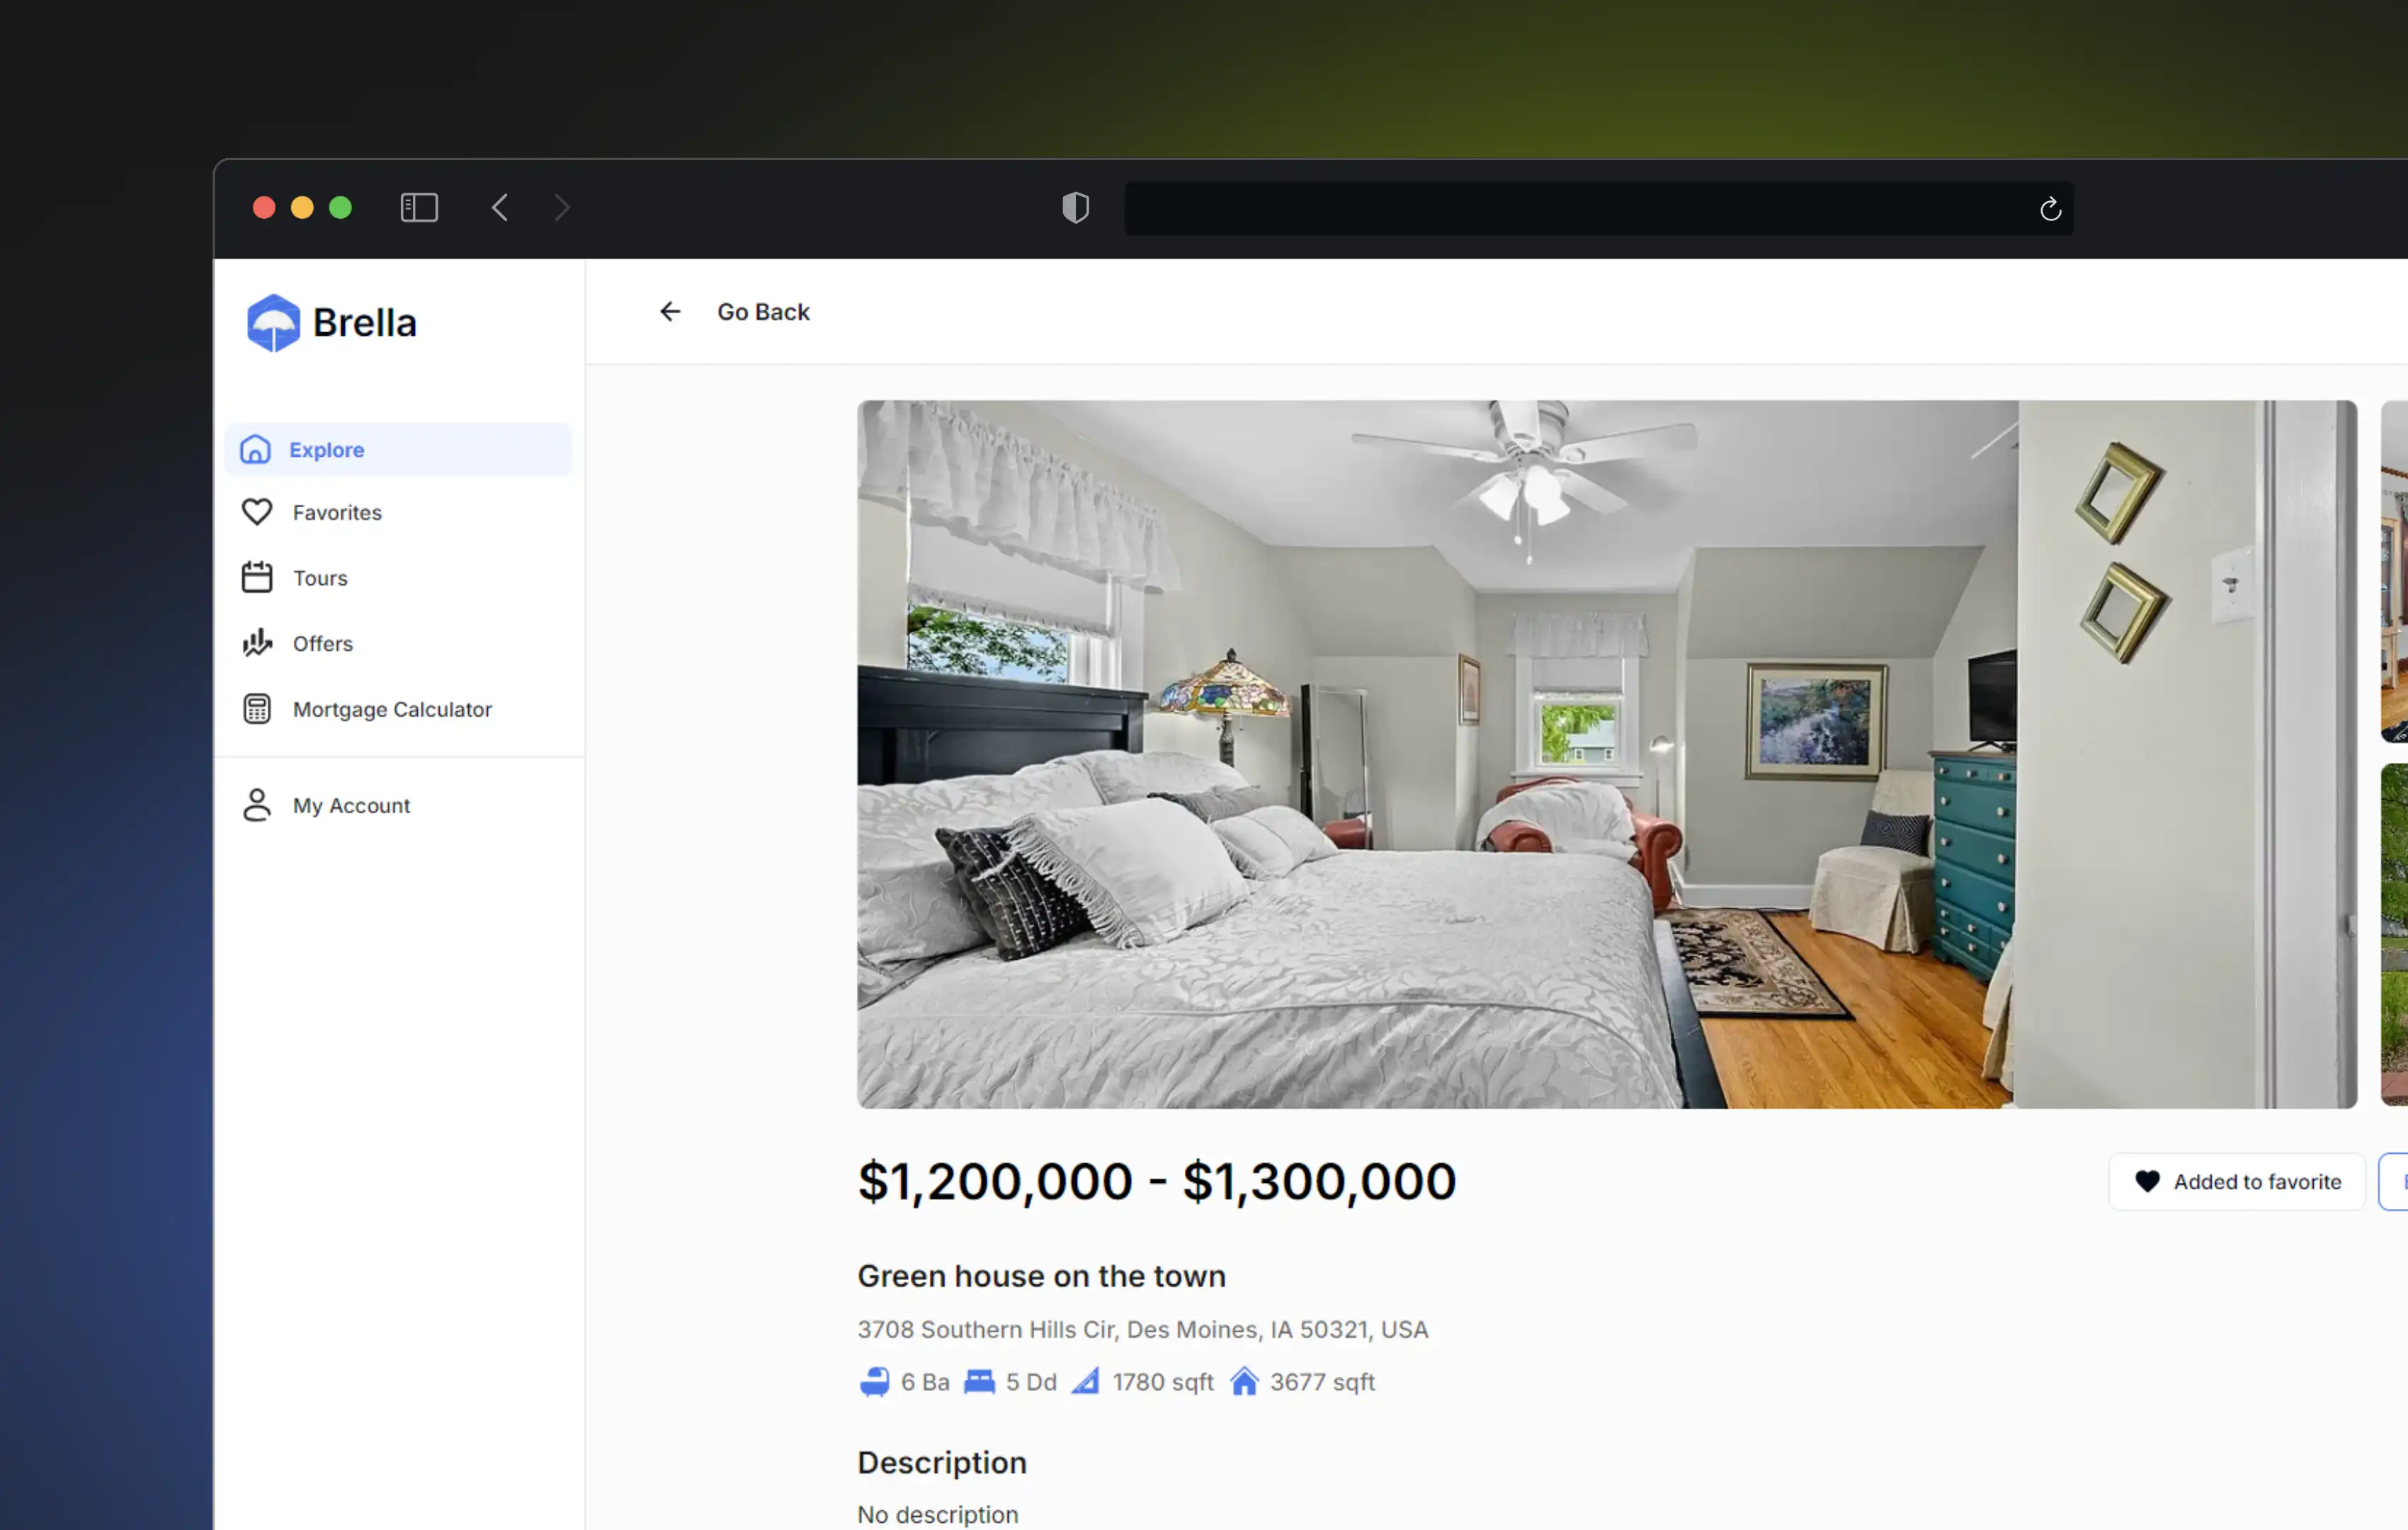 Brella
Go Back
Explore
Favorites
Tours
Offers
Mortgage Calculator
My Account
$1,200,000 - $1,300,000
Added to favorite
Green house on the town
3708 Southern Hills Cir, Des Moines, IA 50321, USA
6 Ba 5 Dd 1780 sqft 3677 sqft
Description
No description